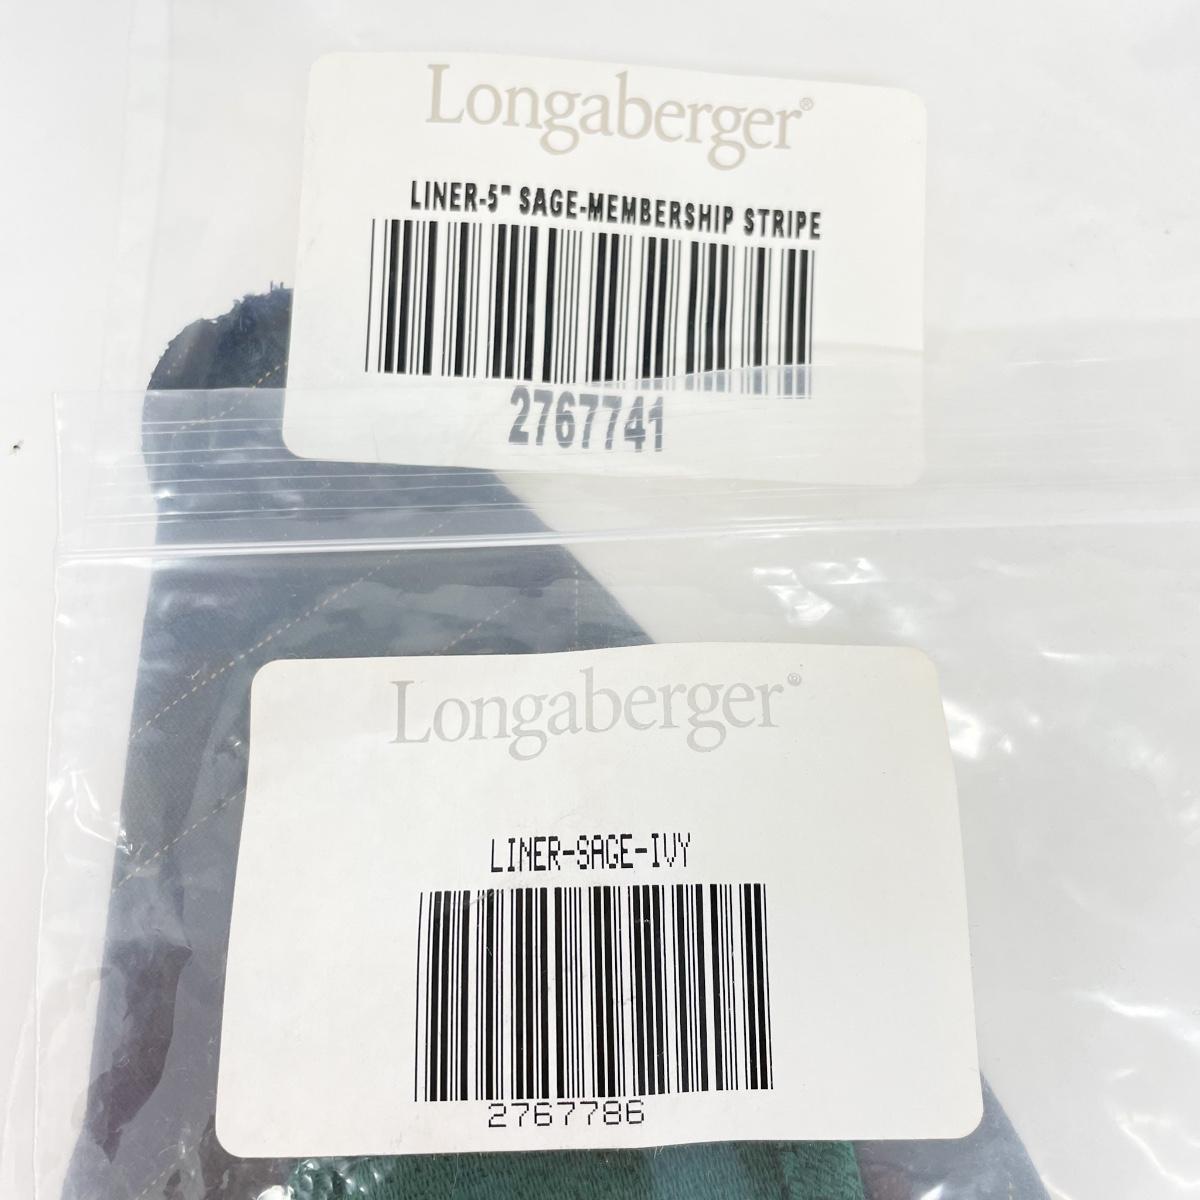 Longaberger®
LINER-5" SAGE-MEMBERSHIP STRIPE
2767741
Longaberger®
LINER-SAGE-IVY
2767786